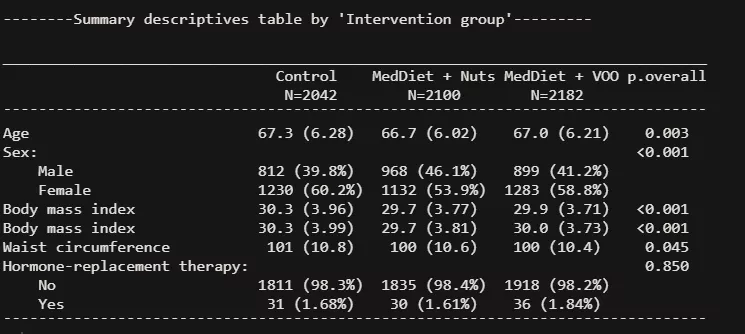 --------Summary descriptives table by 'Intervention group'---------
Control MedDiet + Nuts MedDiet + VOO p.overall
N=2042 N=2100 N=2182
Age 67.3 (6.28) 66.7 (6.02) 67.0 (6.21) 0.003
Sex: <0.001
Male 812 (39.8%) 968 (46.1%) 899 (41.2%)
Female 1230 (60.2%) 1132 (53.9%) 1283 (58.8%)
Body mass index 30.3 (3.96) 29.7 (3.77) 29.9 (3.71) <0.001
Body mass index 30.3 (3.99) 29.7 (3.81) 30.0 (3.73) <0.001
Waist circumference 101 (10.8) 100 (10.6) 100 (10.4) 0.045
Hormone-replacement therapy: 0.850
No 1811 (98.3%) 1835 (98.4%) 1918 (98.2%)
Yes 31 (1.68%) 30 (1.61%) 36 (1.84%)